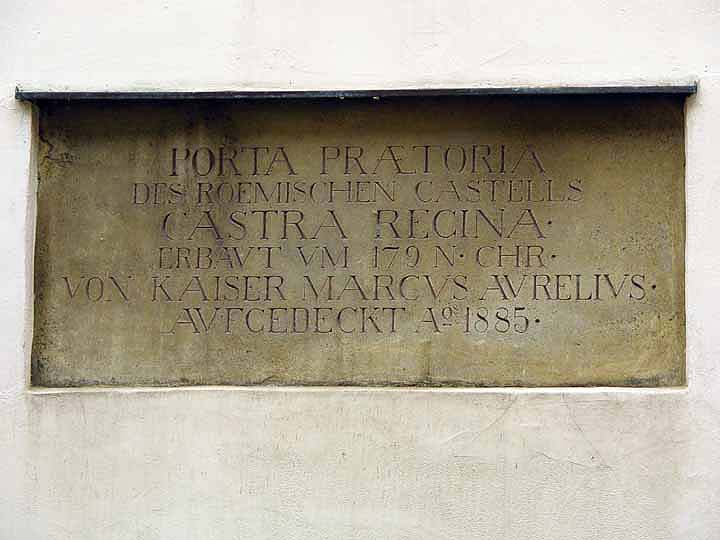 PORTA PRÆTORIA
DES ROEMISCHEN CASTELLS
CASTRA REGINA·
ERBAVT VM 179 N· CHR·
VON KAISER MARCVS AVRELIVS·
AVFGEDECKT Aº· 1885·